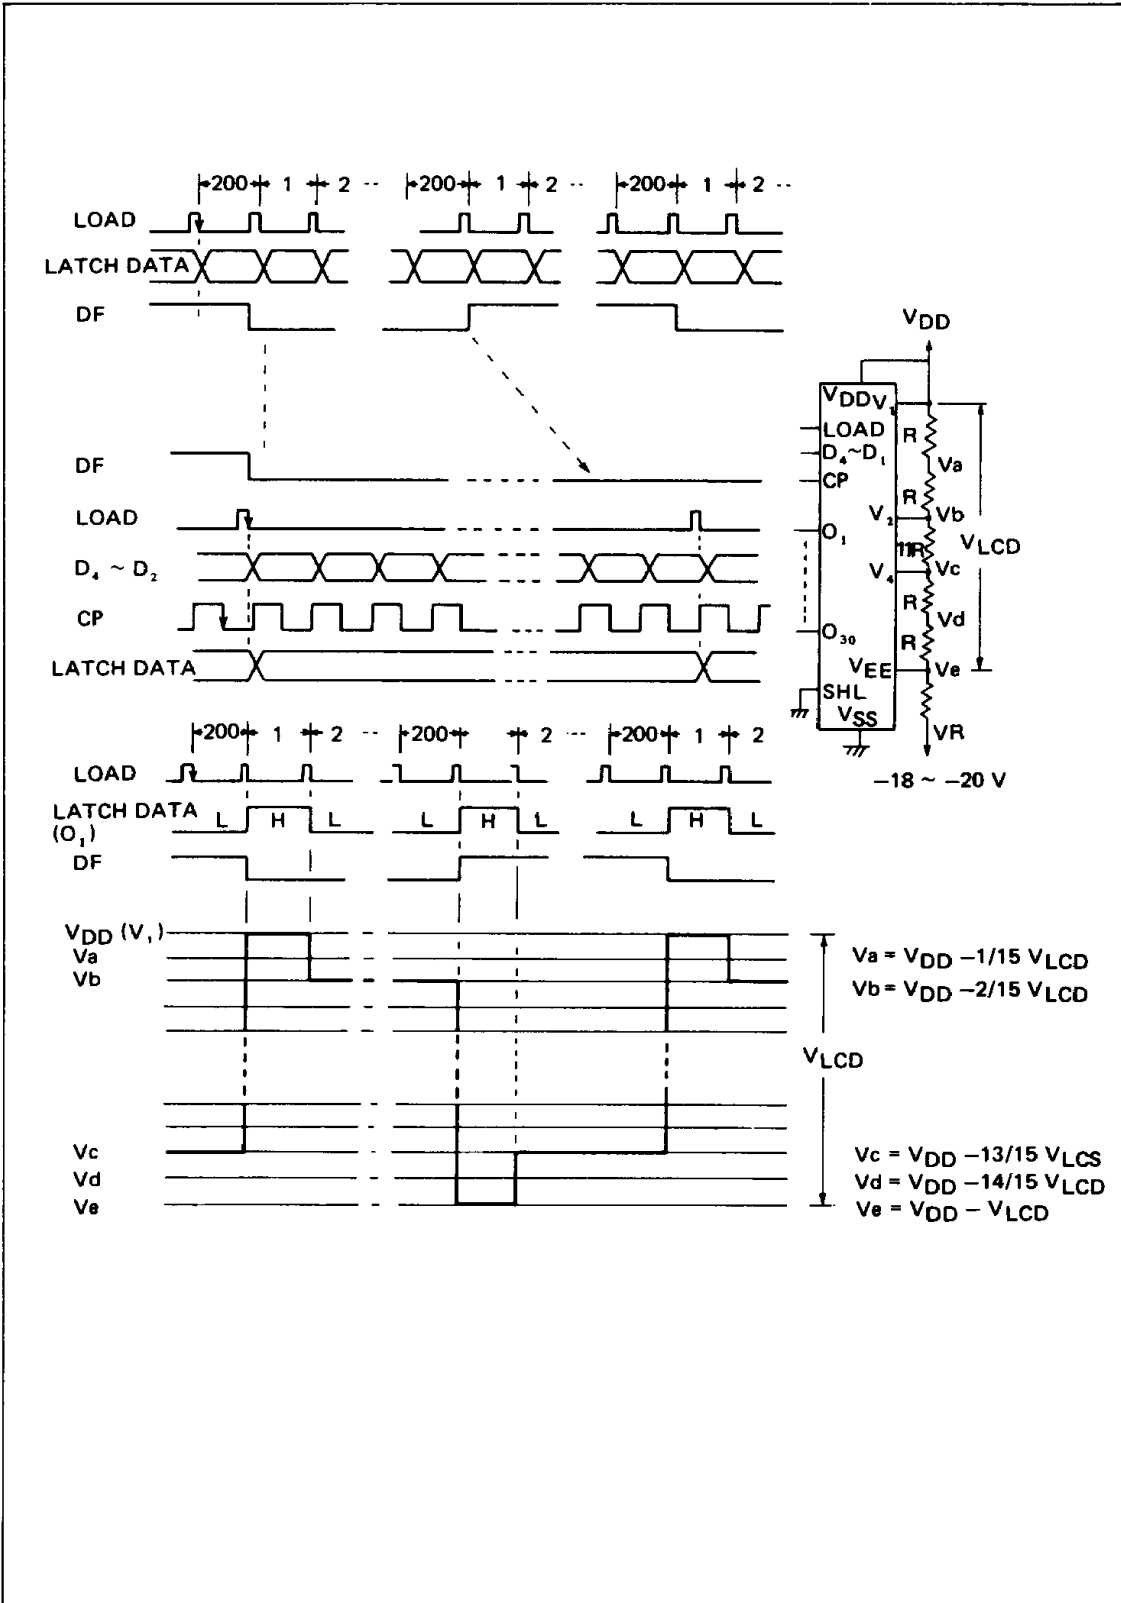 200 1 2 -- 200 1 2 -- 200 1 2 --
LOAD
LATCH DATA
DF
DF
LOAD
D4 ~ D2
CP
LATCH DATA
VDD
VDD V1
LOAD
D4~D1
CP
O1
O30
SHL
VSS
V2
V4
VEE
R
Va
R
Vb
11R
Vc
R
Vd
R
Ve
VLCD
VR
−18 ~ −20 V
200 1 2 -- 200 2 -- 200 1 2
LOAD
LATCH DATA
(O1)
L H L L H L L H L
DF
VDD (V1)
Va
Vb
Vc
Vd
Ve
VLCD
Va = VDD −1/15 VLCD
Vb = VDD −2/15 VLCD
Vc = VDD −13/15 VLCS
Vd = VDD −14/15 VLCD
Ve = VDD − VLCD